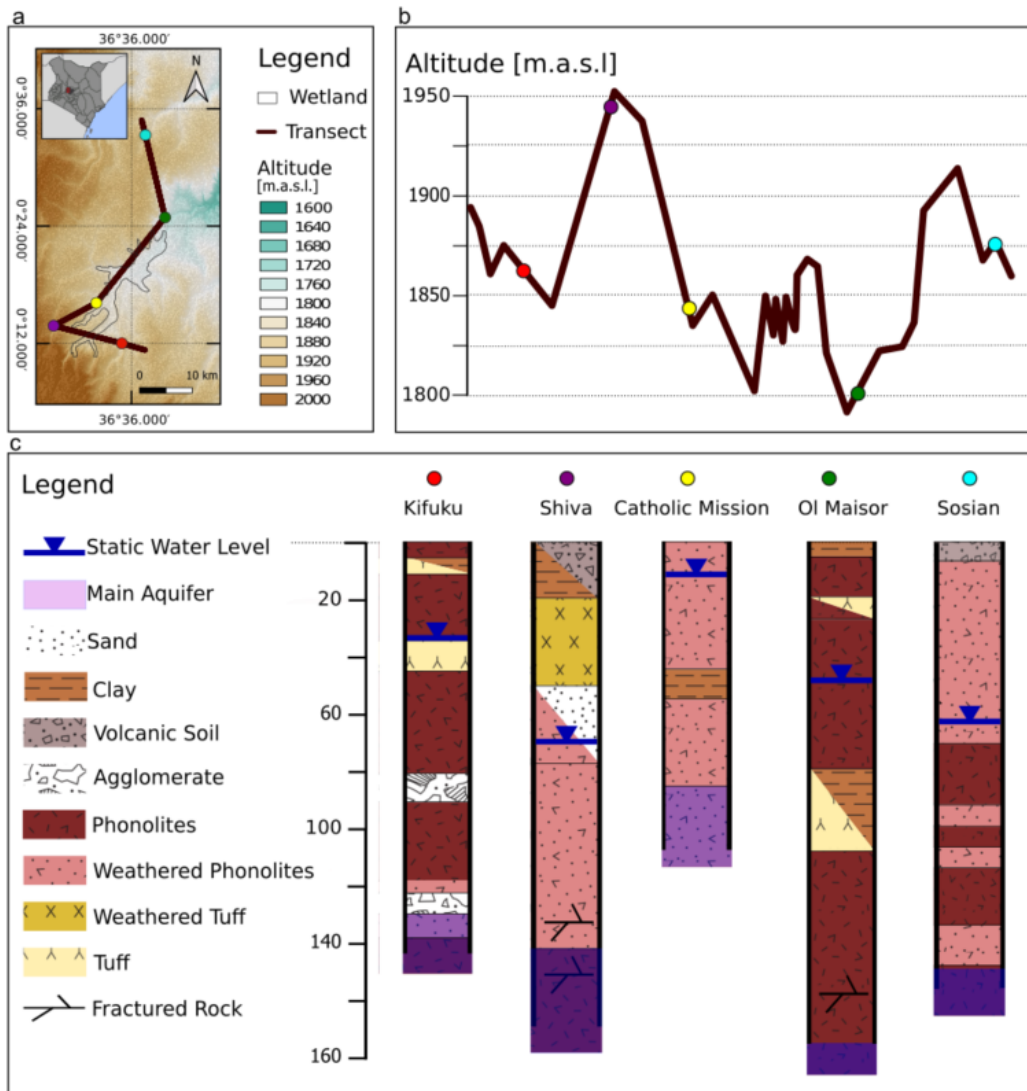 a
36°36.000′
0°36.000′
0°24.000′
0°12.000′
N
0 10 km
36°36.000′
Legend
Wetland
Transect
Altitude
[m.a.s.l.]
1600
1640
1680
1720
1760
1800
1840
1880
1920
1960
2000
b
Altitude [m.a.s.l]
1950
1900
1850
1800
c
Legend
Static Water Level
Main Aquifer
Sand
Clay
Volcanic Soil
Agglomerate
Phonolites
Weathered Phonolites
Weathered Tuff
Tuff
Fractured Rock
Kifuku Shiva Catholic Mission Ol Maisor Sosian
20
60
100
140
160